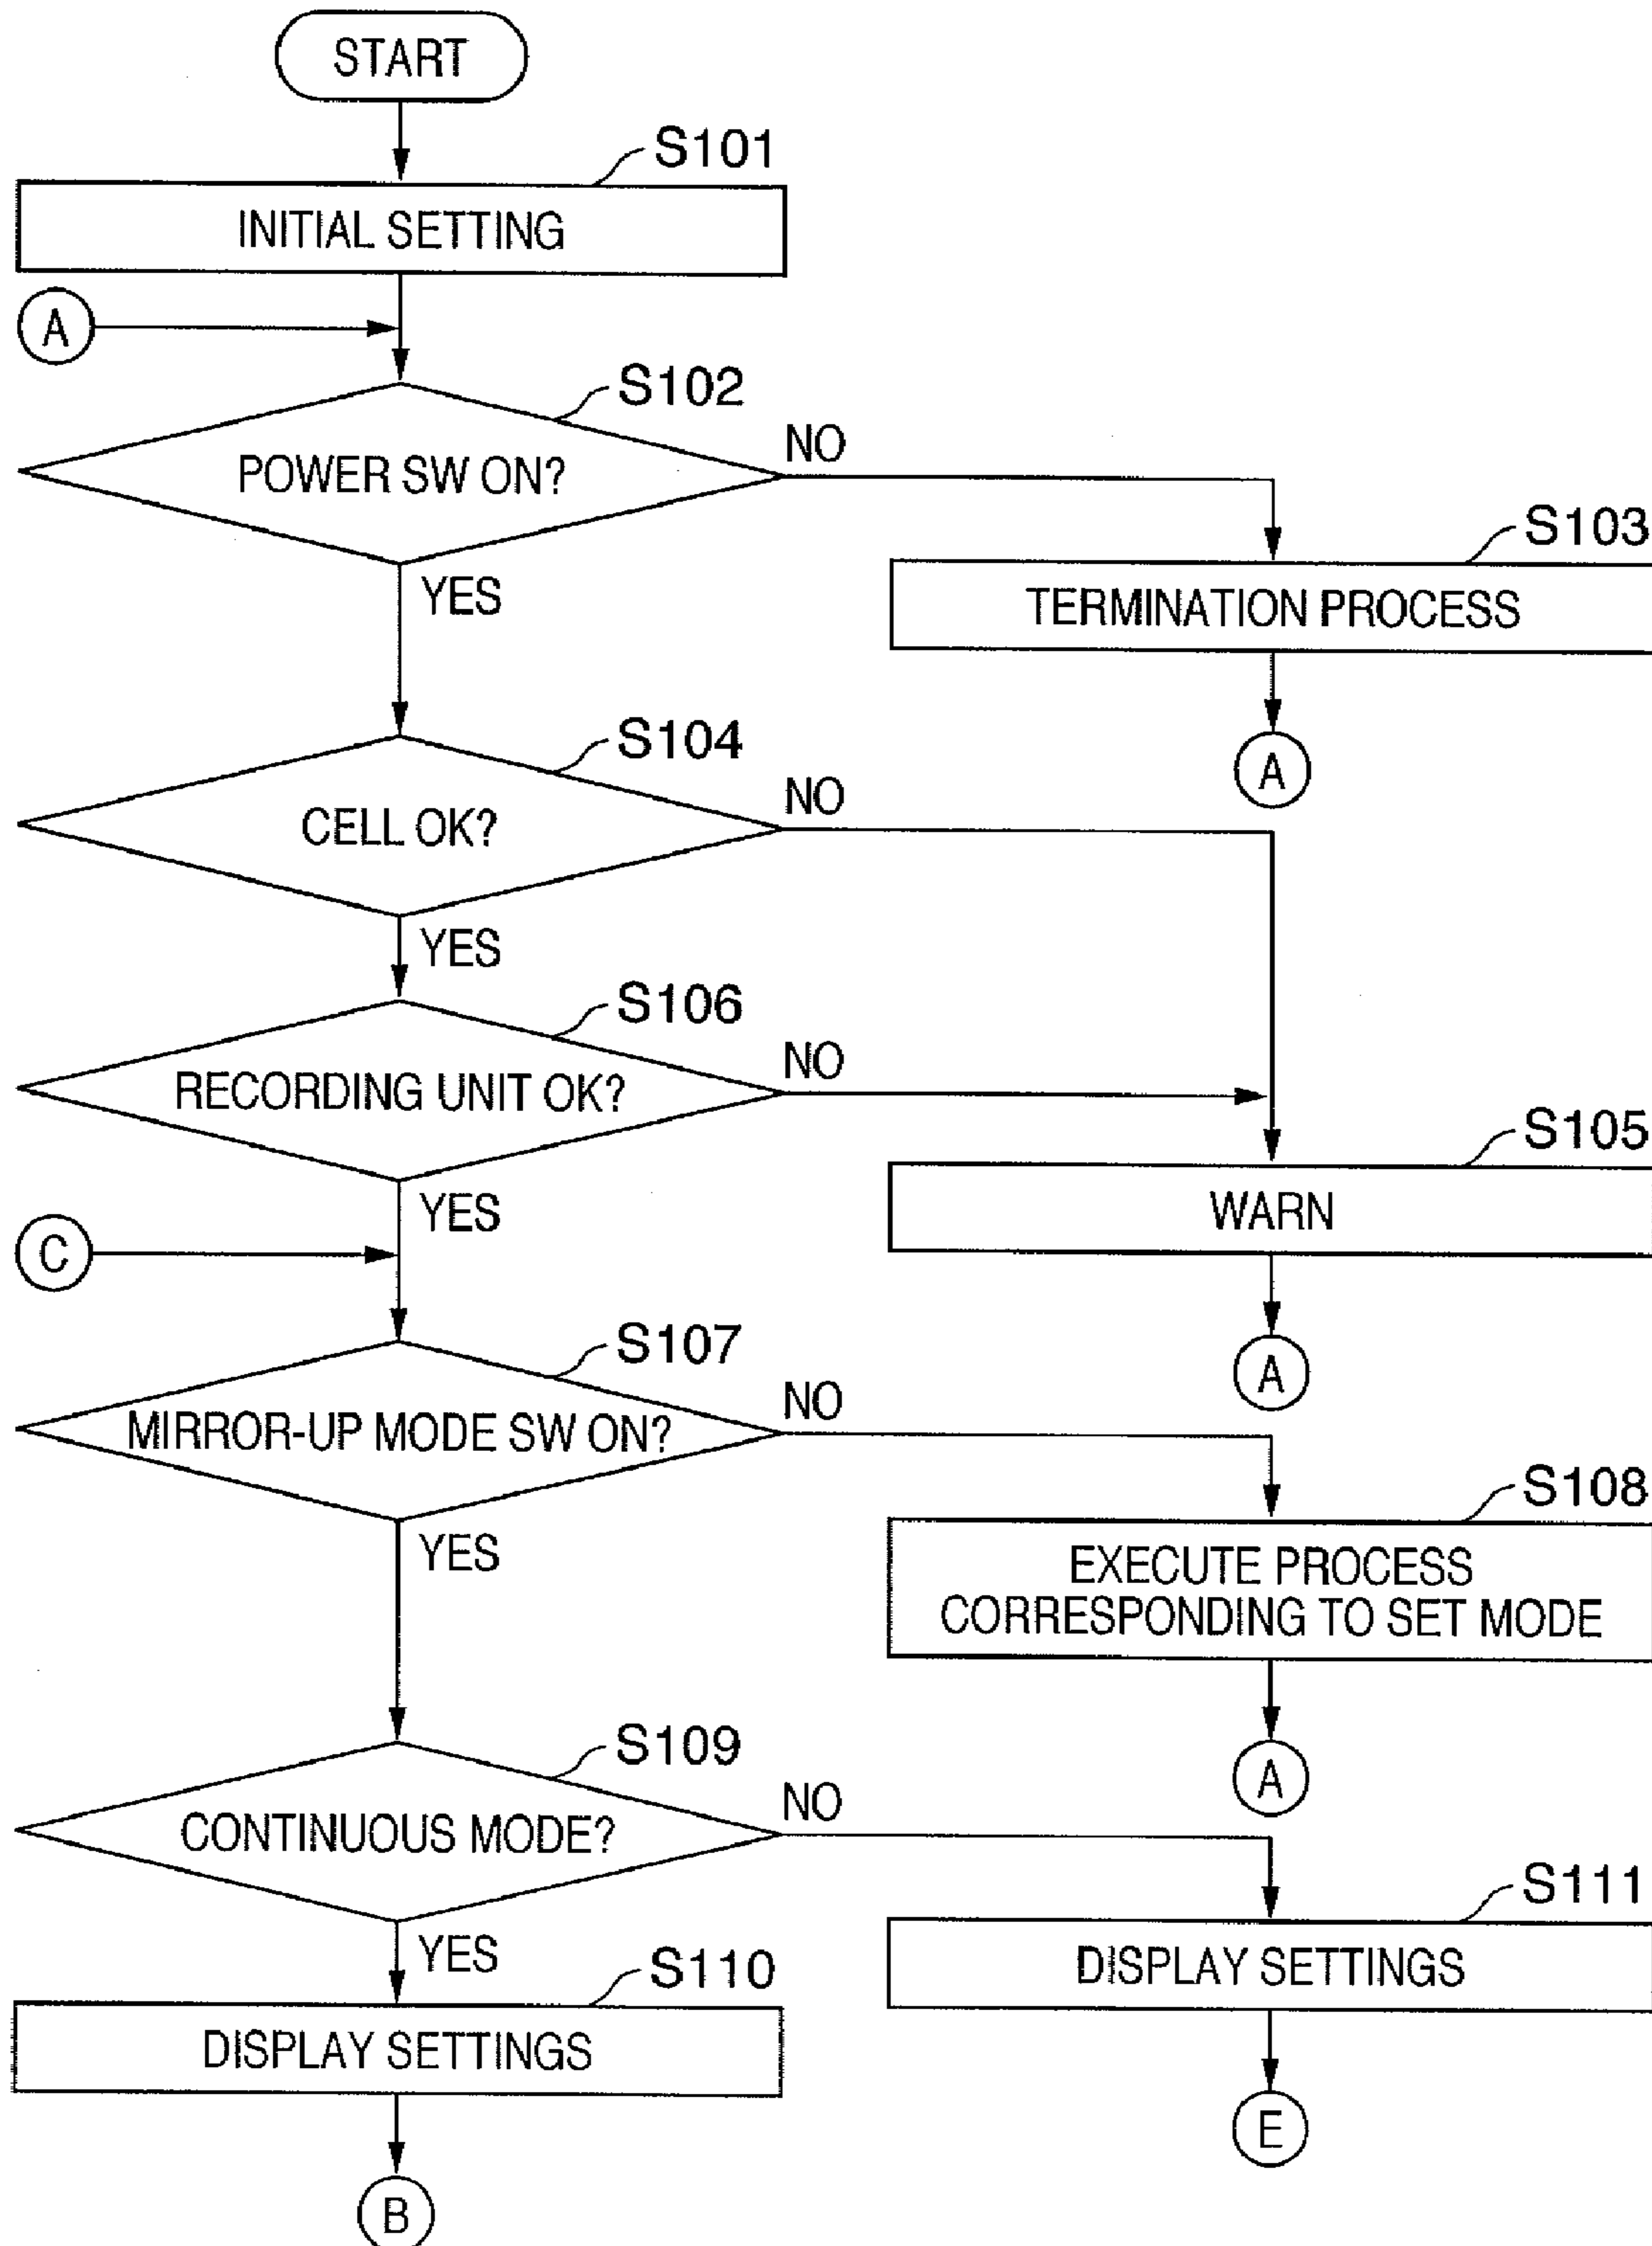 START
S101
INITIAL SETTING
A
S102
POWER SW ON?
NO
YES
S103
TERMINATION PROCESS
A
S104
CELL OK?
NO
YES
S106
RECORDING UNIT OK?
NO
YES
S105
WARN
A
C
S107
MIRROR-UP MODE SW ON?
NO
YES
S108
EXECUTE PROCESS
CORRESPONDING TO SET MODE
A
S109
CONTINUOUS MODE?
NO
YES
S111
DISPLAY SETTINGS
E
S110
DISPLAY SETTINGS
B